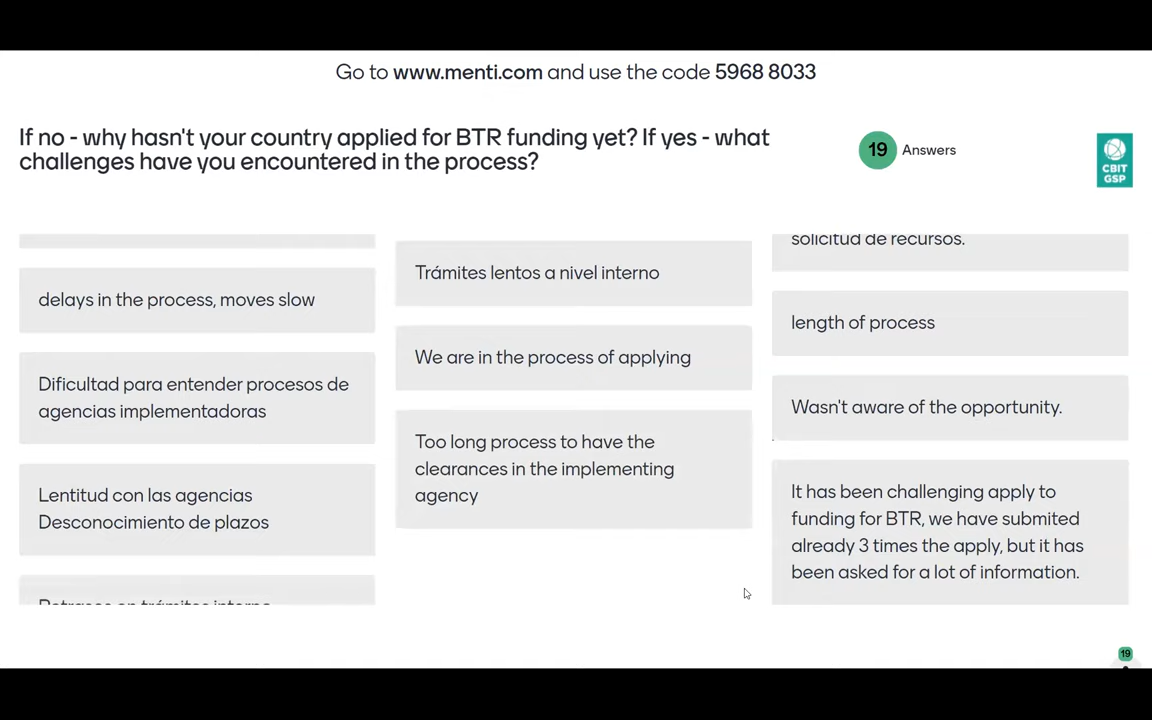 Go to www.menti.com and use the code 5968 8033
If no - why hasn't your country applied for BTR funding yet? If yes - what
challenges have you encountered in the process?
19 Answers
CBIT
GSP
delays in the process, moves slow
Dificultad para entender procesos de
agencias implementadoras
Lentitud con las agencias
Desconocimiento de plazos
Retrasos en trámites interno
Trámites lentos a nivel interno
We are in the process of applying
Too long process to have the
clearances in the implementing
agency
solicitud de recursos.
length of process
Wasn't aware of the opportunity.
It has been challenging apply to
funding for BTR, we have submited
already 3 times the apply, but it has
been asked for a lot of information.
19